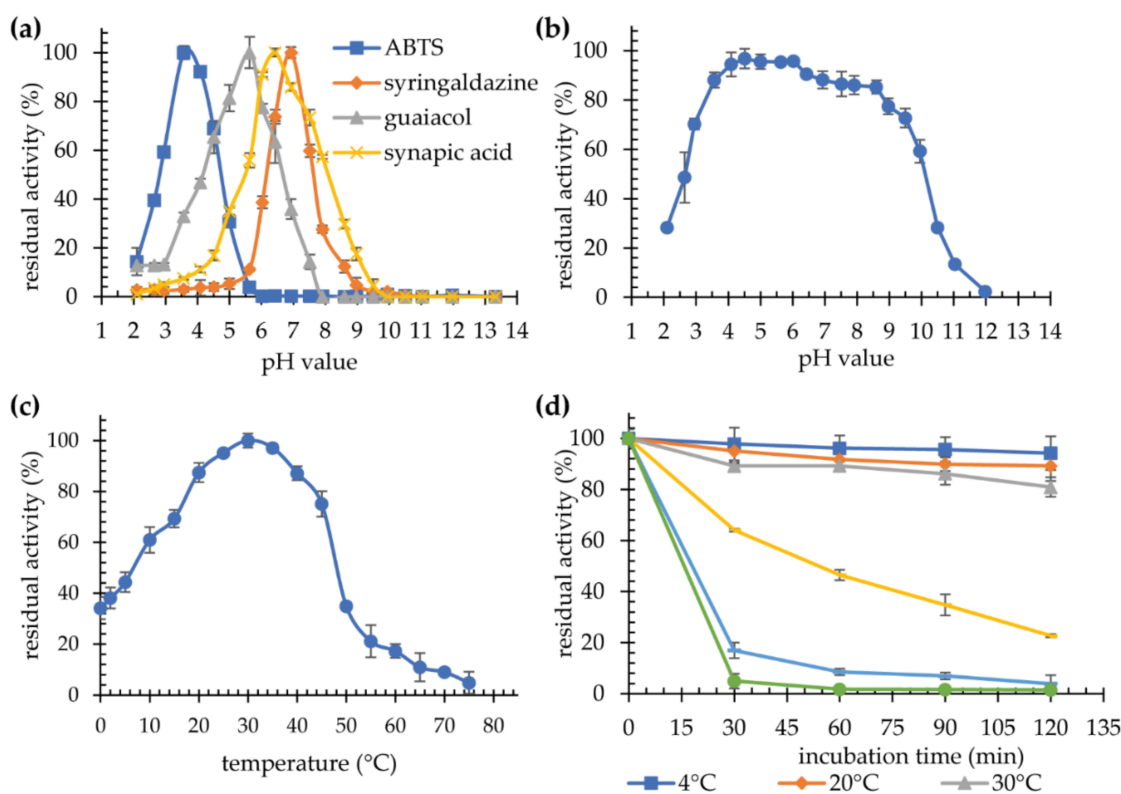 (a)
residual activity (%)
100
80
60
40
20
0
ABTS
syringaldazine
guaiacol
synapic acid
1 2 3 4 5 6 7 8 9 10 11 12 13 14
pH value
(b)
residual activity (%)
100
80
60
40
20
0
1 2 3 4 5 6 7 8 9 10 11 12 13 14
pH value
(c)
residual activity (%)
100
80
60
40
20
0
0 10 20 30 40 50 60 70 80
temperature (°C)
(d)
residual activity (%)
100
80
60
40
20
0
0 15 30 45 60 75 90 105 120 135
incubation time (min)
4°C 20°C 30°C